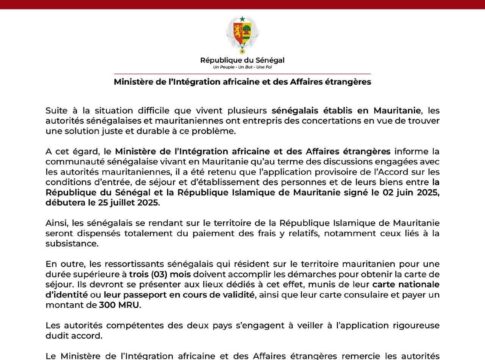 République du Sénégal
Un Peuple - Un But - Une Foi
Ministère de l'Intégration africaine et des Affaires étrangères
Suite à la situation difficile que vivent plusieurs sénégalais établis en Mauritanie, les
autorités sénégalaises et mauritaniennes ont entrepris des concertations en vue de trouver
une solution juste et durable à ce problème.
A cet égard, le Ministère de l'Intégration africaine et des Affaires étrangères informe la
communauté sénégalaise vivant en Mauritanie qu'au terme des discussions engagées avec
les autorités mauritaniennes, il a été retenu que l'application provisoire de l'Accord sur les
conditions d'entrée, de séjour et d'établissement des personnes et de leurs biens entre la
République du Sénégal et la République Islamique de Mauritanie signé le 02 juin 2025,
débutera le 25 juillet 2025.
Ainsi, les sénégalais se rendant sur le territoire de la République Islamique de Mauritanie
seront dispensés totalement du paiement des frais y relatifs, notamment ceux liés à la
subsistance.
En outre, les ressortissants sénégalais qui résident sur le territoire mauritanien pour une
durée supérieure à trois (03) mois doivent accomplir les démarches pour obtenir la carte de
séjour. Ils devront se présenter aux lieux dédiés à cet effet, munis de leur carte nationale
d'identité ou leur passeport en cours de validité, ainsi que leur carte consulaire et payer un
montant de 300 MRU.
Les autorités compétentes des deux pays s'engagent à veiller à l'application rigoureuse
dudit accord.
Le Ministère de l'Intégration africaine et des Affaires étrangères remercie les autorités